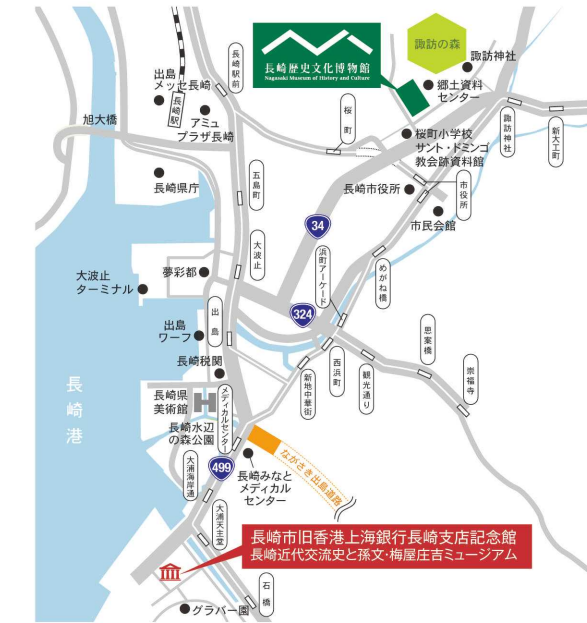 長崎歴史文化博物館
Nagasaki Museum of History and Culture
諏訪の森
諏訪神社
郷土資料
センター
長崎駅前
出島
メッセ長崎
長崎駅
アミュ
プラザ長崎
旭大橋
桜町
桜町小学校
サント・ドミンゴ
教会跡資料館
諏訪神社
新大工町
長崎県庁
五島町
長崎市役所
市役所
市民会館
34
大波止
浜町アーケード
めがね橋
夢彩都
大波止
ターミナル
324
出島
出島
ワーフ
思案橋
長崎税関
西浜町
観光通り
崇福寺
新地中華街
長崎港
長崎県
美術館
メディカルセンター
長崎水辺
の森公園
499
ながさき出島道路
長崎みなと
メディカル
センター
大浦海岸通
大浦天主堂
長崎市旧香港上海銀行長崎支店記念館
長崎近代交流史と孫文・梅屋庄吉ミュージアム
石橋
グラバー園